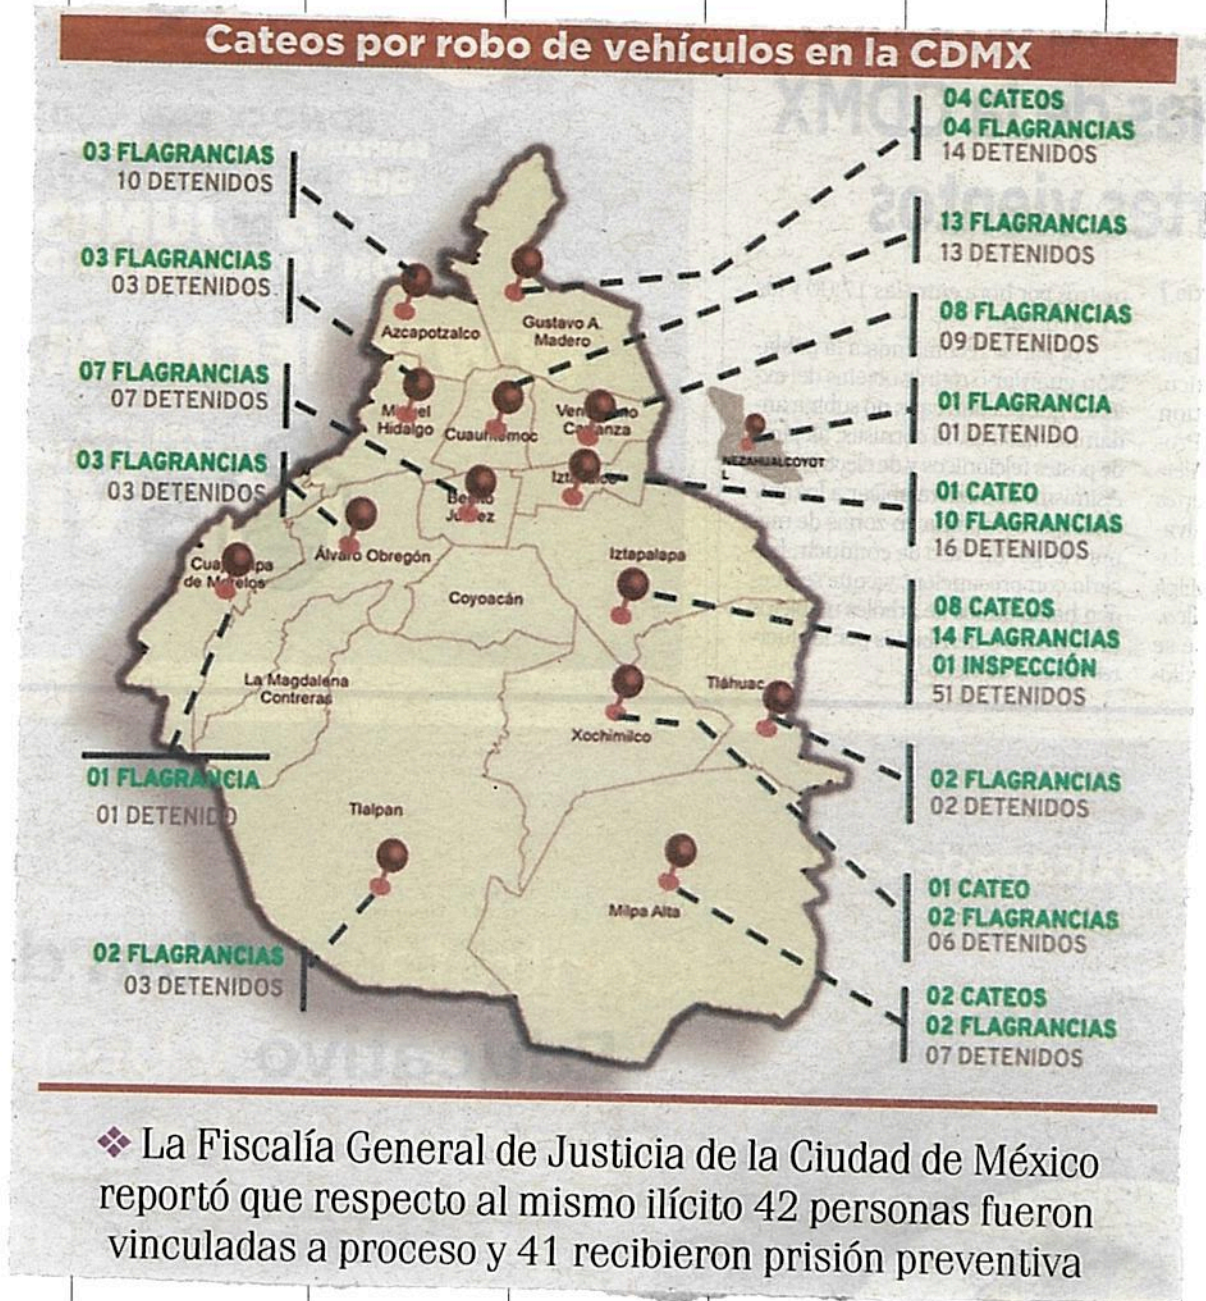 Cateos por robo de vehículos en la CDMX
03 FLAGRANCIAS
10 DETENIDOS
03 FLAGRANCIAS
03 DETENIDOS
07 FLAGRANCIAS
07 DETENIDOS
03 FLAGRANCIAS
03 DETENIDOS
01 FLAGRANCIA
01 DETENIDO
02 FLAGRANCIAS
03 DETENIDOS
Azcapotzalco
Gustavo A.
Madero
Hidalgo
Benito
Álvaro Obregón
de Morelos
Iztapalapa
Coyoacán
La Magdalena
Contreras
Tláhuac
Xochimilco
Tlalpan
Milpa Alta
NEZAHUALCOYOT
L
04 CATEOS
04 FLAGRANCIAS
14 DETENIDOS
13 FLAGRANCIAS
13 DETENIDOS
08 FLAGRANCIAS
09 DETENIDOS
01 FLAGRANCIA
01 DETENIDO
01 CATEO
10 FLAGRANCIAS
16 DETENIDOS
08 CATEOS
14 FLAGRANCIAS
01 INSPECCIÓN
51 DETENIDOS
02 FLAGRANCIAS
02 DETENIDOS
01 CATEO
02 FLAGRANCIAS
06 DETENIDOS
02 CATEOS
02 FLAGRANCIAS
07 DETENIDOS
❖ La Fiscalía General de Justicia de la Ciudad de México
reportó que respecto al mismo ilícito 42 personas fueron
vinculadas a proceso y 41 recibieron prisión preventiva